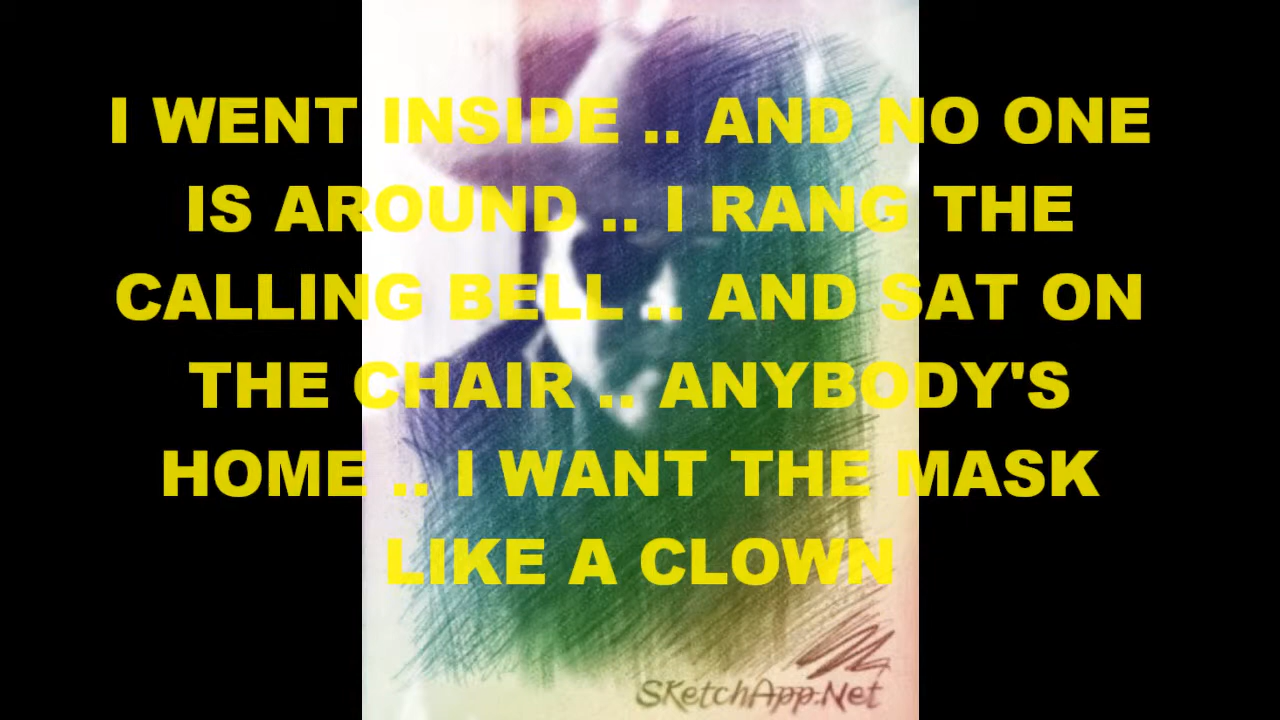 I WENT INSIDE .. AND NO ONE
IS AROUND .. I RANG THE
CALLING BELL .. AND SAT ON
THE CHAIR .. ANYBODY'S
HOME .. I WANT THE MASK
LIKE A CLOWN
SKetchApp.Net